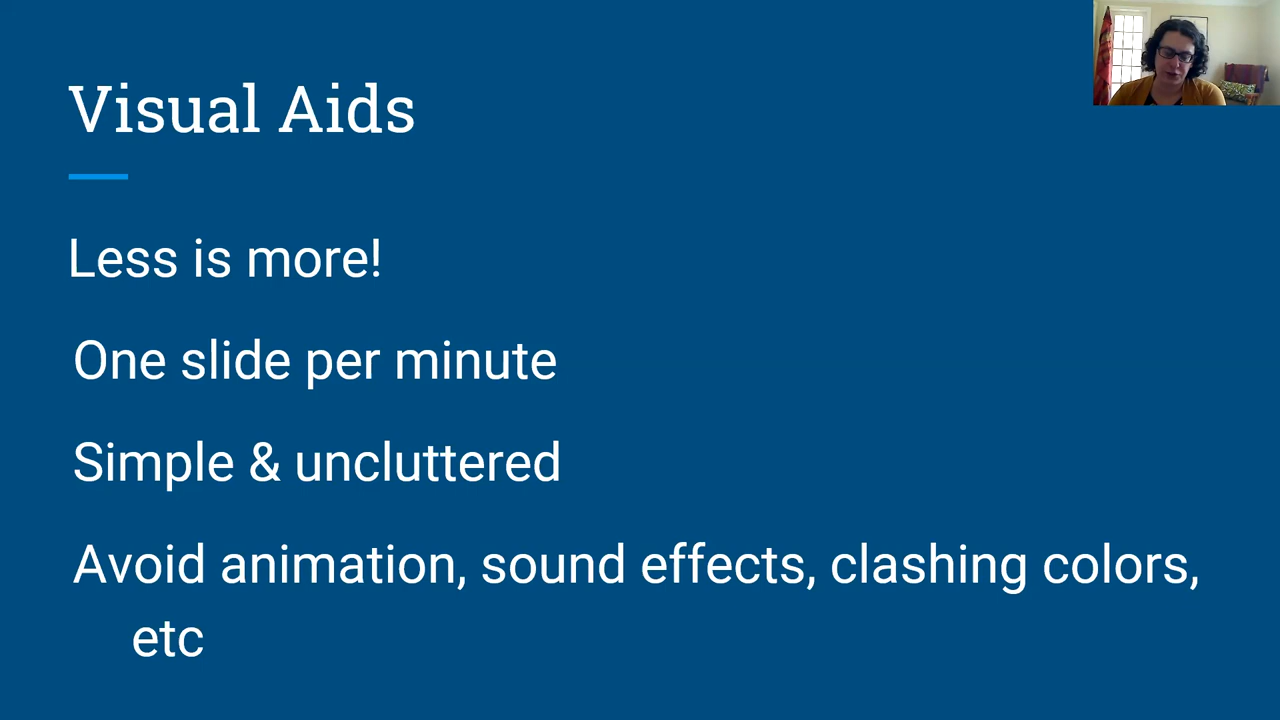 Visual Aids
Less is more!
One slide per minute
Simple & uncluttered
Avoid animation, sound effects, clashing colors,
etc